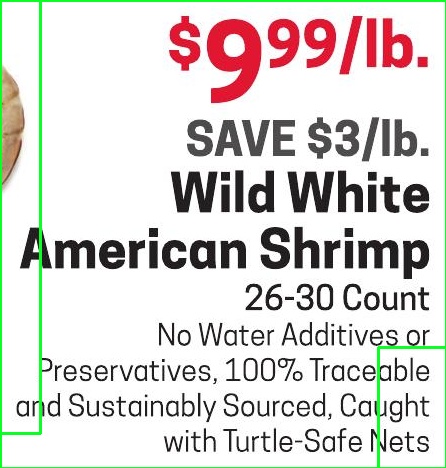 $9.99/lb.
SAVE $3/lb.
Wild White
American Shrimp
26-30 Count
No Water Additives or
Preservatives, 100% Traceable
and Sustainably Sourced, Caught
with Turtle-Safe Nets